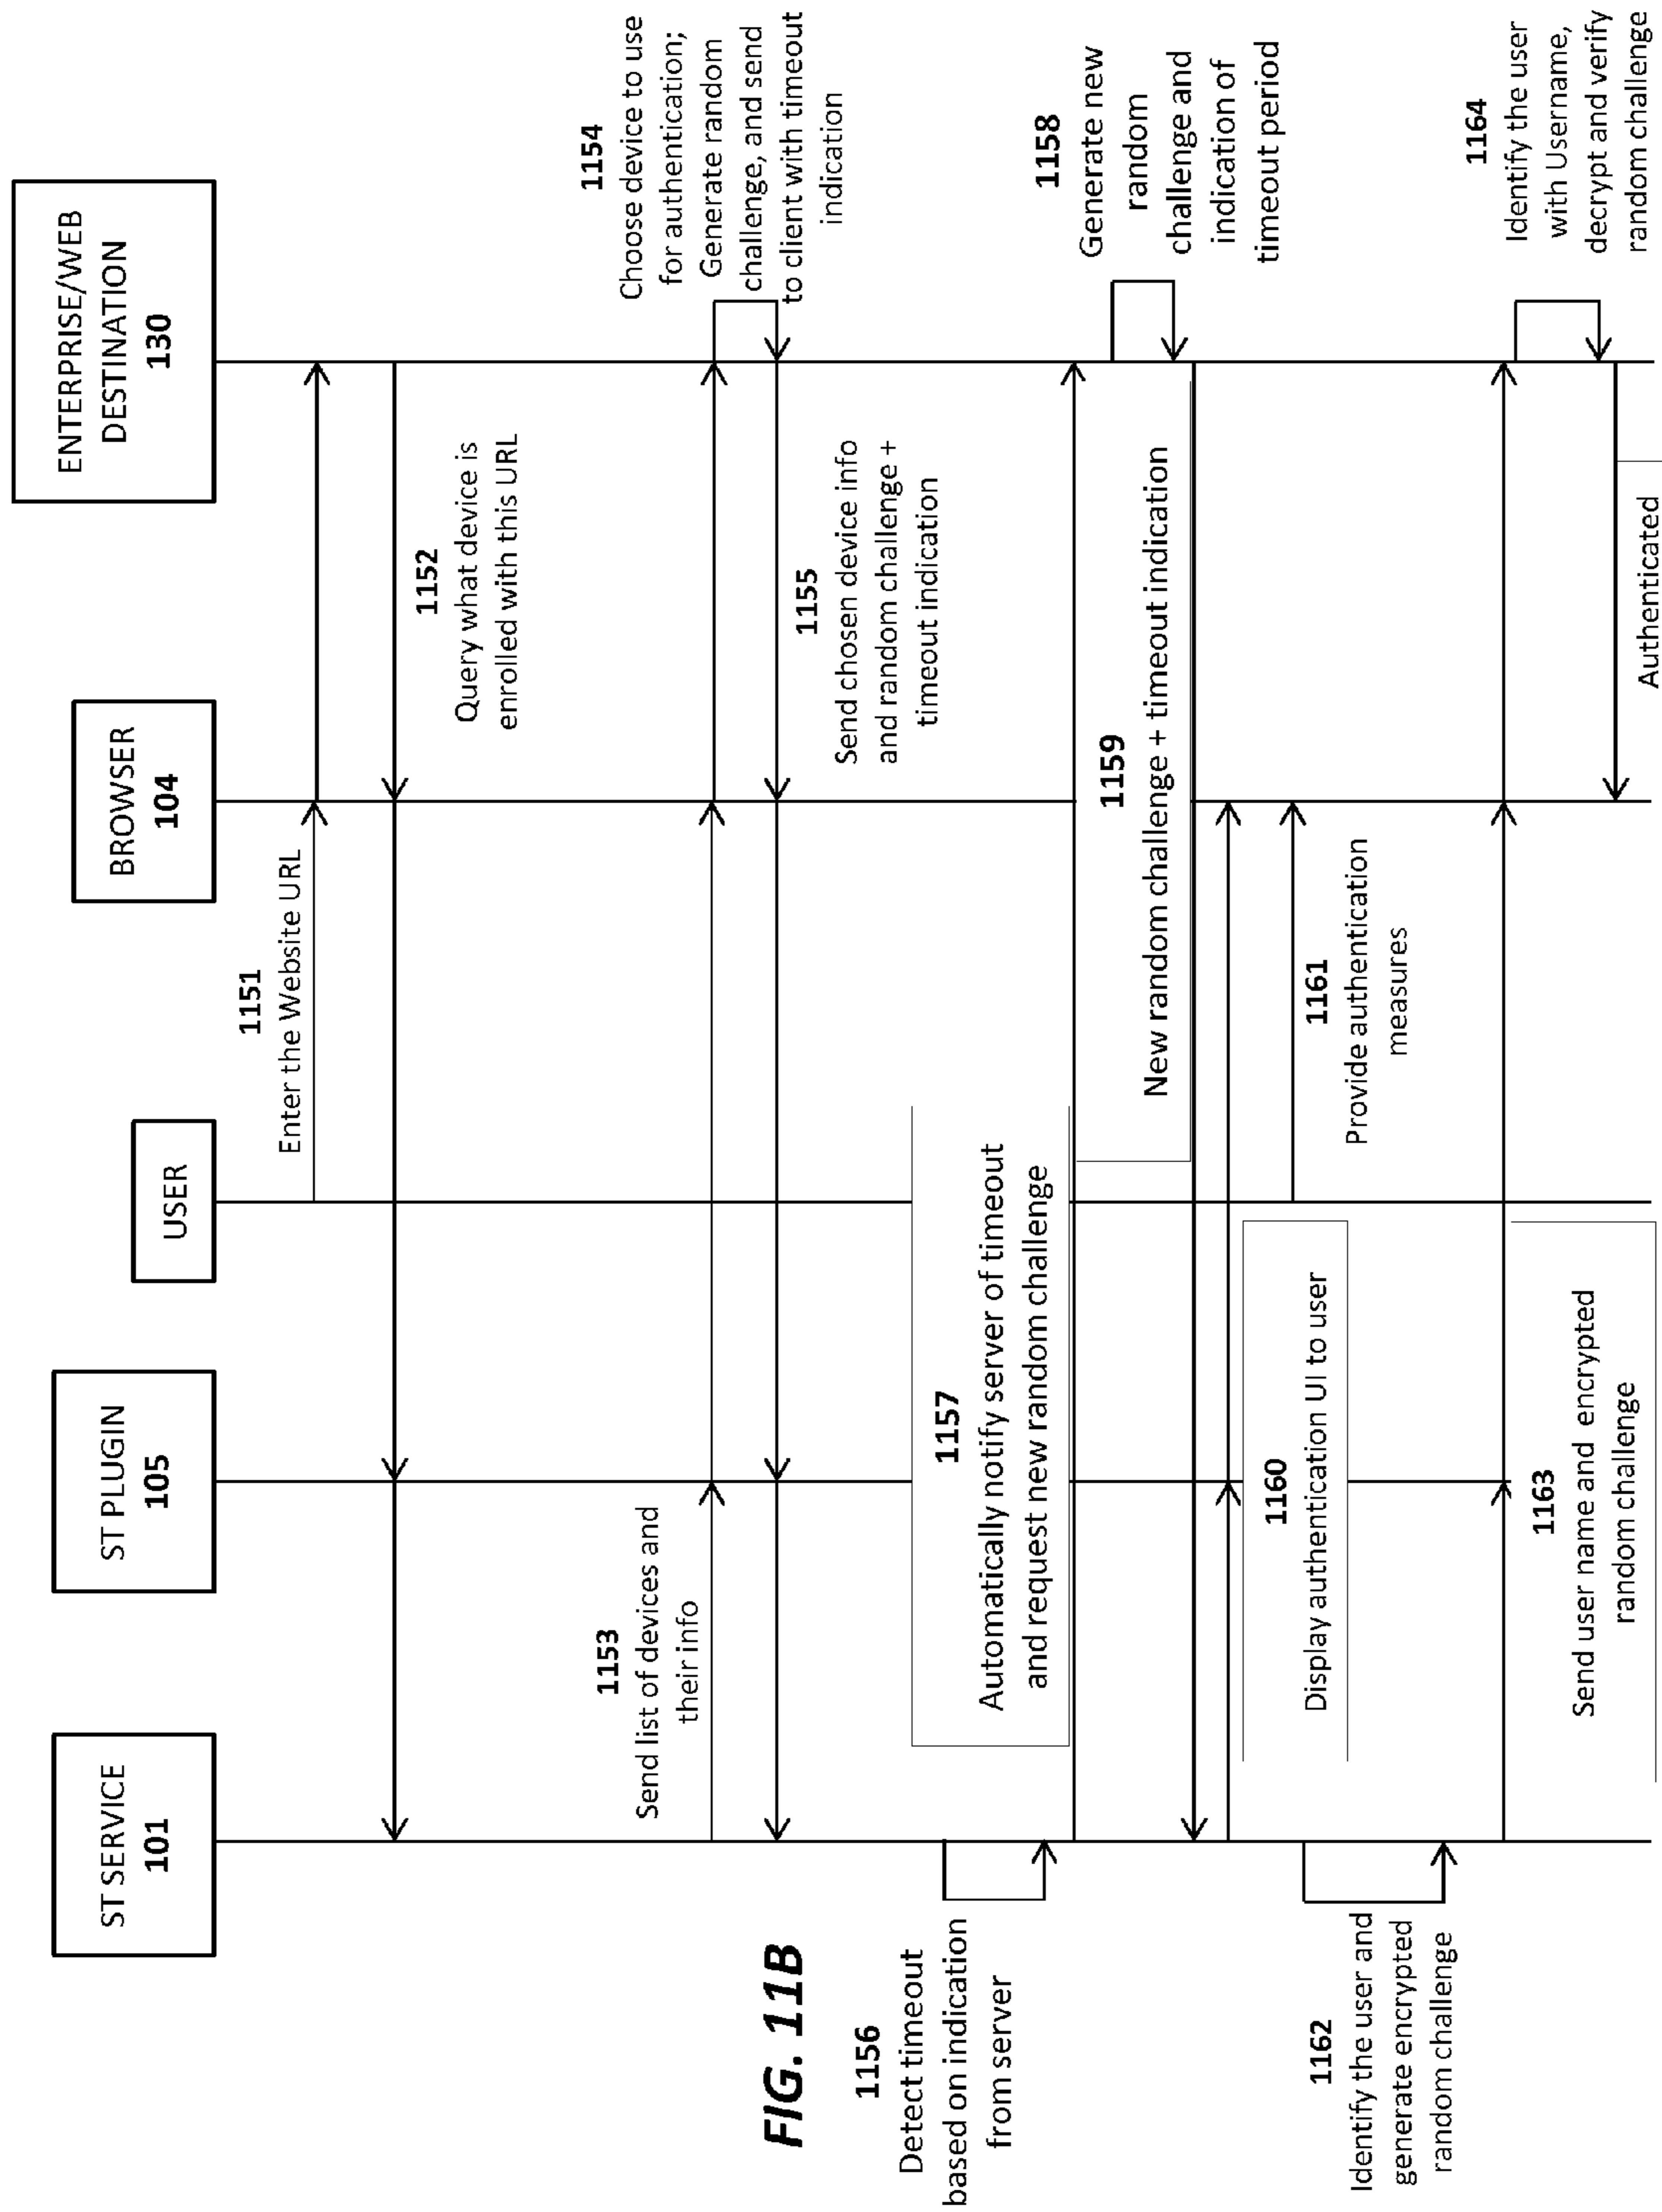 ST SERVICE
101
ST PLUGIN
105
USER
BROWSER
104
ENTERPRISE/WEB
DESTINATION
130
1151
Enter the Website URL
1152
Query what device is
enrolled with this URL
1153
Send list of devices and
their info
1154
Choose device to use
for authentication;
Generate random
challenge, and send
to client with timeout
indication
1155
Send chosen device info
and random challenge +
timeout indication
FIG. 11B
1156
Detect timeout
based on indication
from server
1157
Automatically notify server of timeout
and request new random challenge
1158
Generate new
random
challenge and
indication of
timeout period
1159
New random challenge + timeout indication
1160
Display authentication UI to user
1161
Provide authentication
measures
1162
Identify the user and
generate encrypted
random challenge
1163
Send user name and encrypted
random challenge
1164
Identify the user
with Username,
decrypt and verify
random challenge
Authenticated